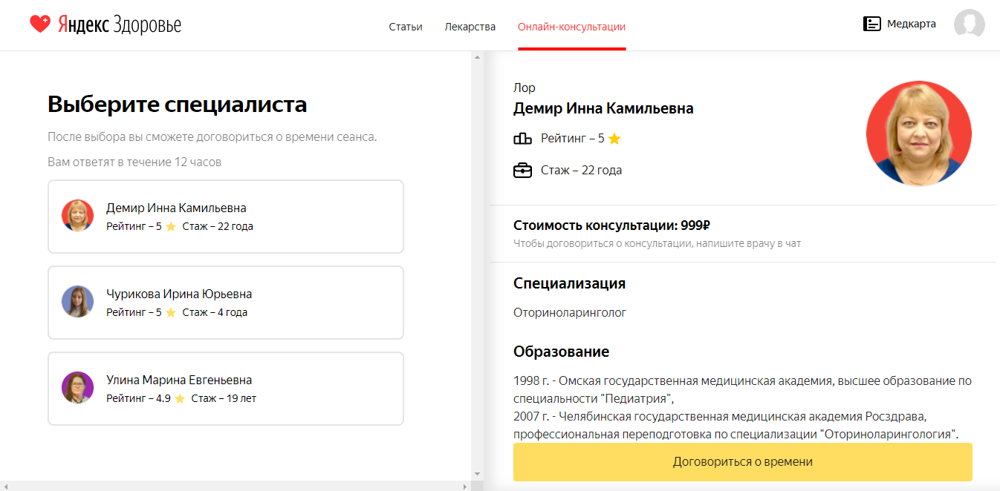 Яндекс Здоровье
Статьи
Лекарства
Онлайн-консультации
Медкарта
Выберите специалиста
После выбора вы сможете договориться о времени сеанса.
Вам ответят в течение 12 часов
Демир Инна Камильевна
Рейтинг – 5 Стаж – 22 года
Чурикова Ирина Юрьевна
Рейтинг – 5 Стаж – 4 года
Улина Марина Евгеньевна
Рейтинг – 4.9 Стаж – 19 лет
Лор
Демир Инна Камильевна
Рейтинг – 5
Стаж – 22 года
Стоимость консультации: 999₽
Чтобы договориться о консультации, напишите врачу в чат
Специализация
Оториноларинголог
Образование
1998 г. - Омская государственная медицинская академия, высшее образование по
специальности "Педиатрия",
2007 г. - Челябинская государственная медицинская академия Росздрава,
профессиональная переподготовка по специализации "Оториноларингология".
Договориться о времени